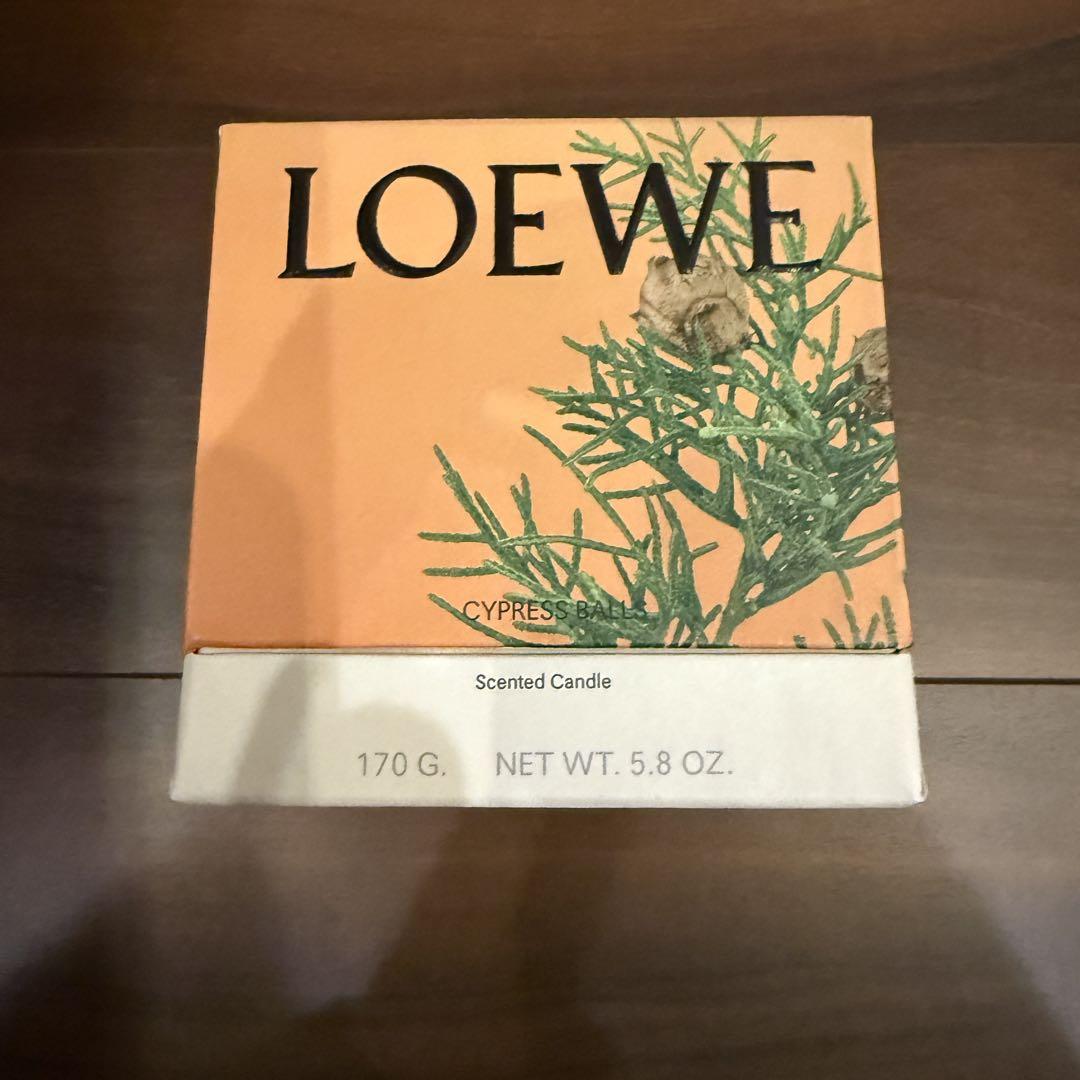 LOEWE
CYPRESS BALLS
Scented Candle
170 G. NET WT. 5.8 OZ.